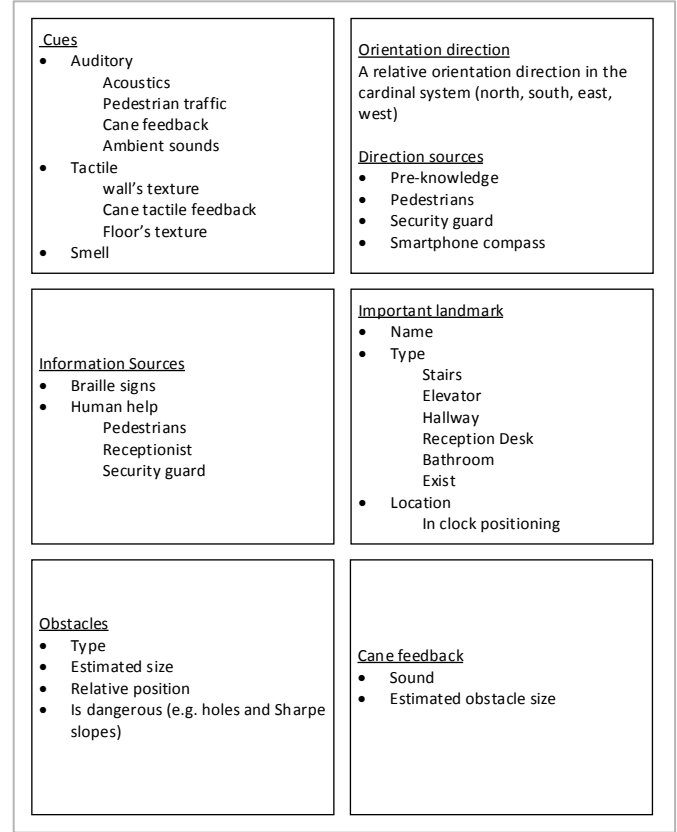 Cues
• Auditory
Acoustics
Pedestrian traffic
Cane feedback
Ambient sounds
• Tactile
wall's texture
Cane tactile feedback
Floor's texture
• Smell
Orientation direction
A relative orientation direction in the
cardinal system (north, south, east,
west)
Direction sources
• Pre-knowledge
• Pedestrians
• Security guard
• Smartphone compass
Information Sources
• Braille signs
• Human help
Pedestrians
Receptionist
Security guard
Important landmark
• Name
• Type
Stairs
Elevator
Hallway
Reception Desk
Bathroom
Exist
• Location
In clock positioning
Obstacles
• Type
• Estimated size
• Relative position
• Is dangerous (e.g. holes and Sharpe
slopes)
Cane feedback
• Sound
• Estimated obstacle size